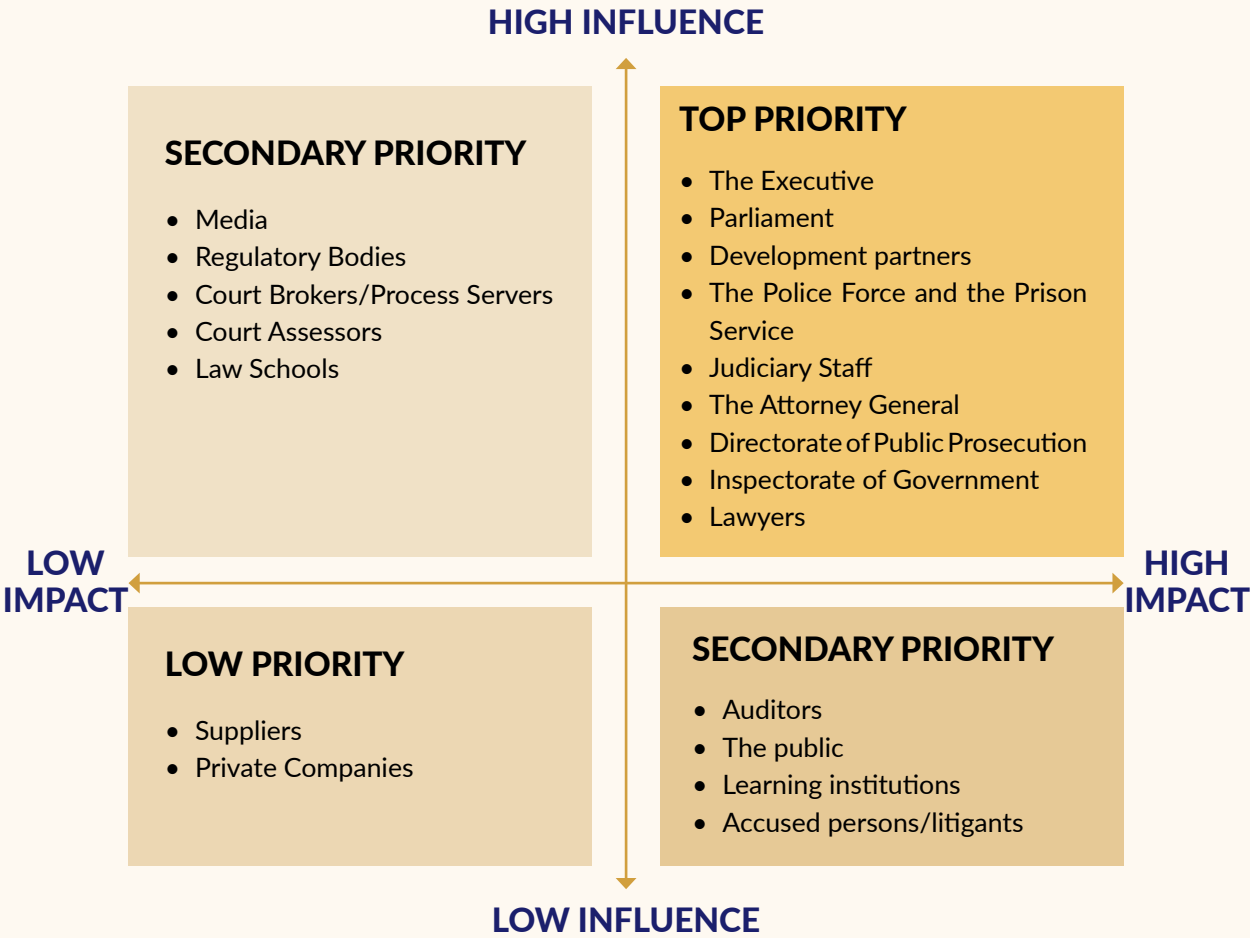 HIGH INFLUENCE
SECONDARY PRIORITY
• Media
• Regulatory Bodies
• Court Brokers/Process Servers
• Court Assessors
• Law Schools
TOP PRIORITY
• The Executive
• Parliament
• Development partners
• The Police Force and the Prison
Service
• Judiciary Staff
• The Attorney General
• Directorate of Public Prosecution
• Inspectorate of Government
• Lawyers
LOW
IMPACT
HIGH
IMPACT
LOW PRIORITY
• Suppliers
• Private Companies
SECONDARY PRIORITY
• Auditors
• The public
• Learning institutions
• Accused persons/litigants
LOW INFLUENCE